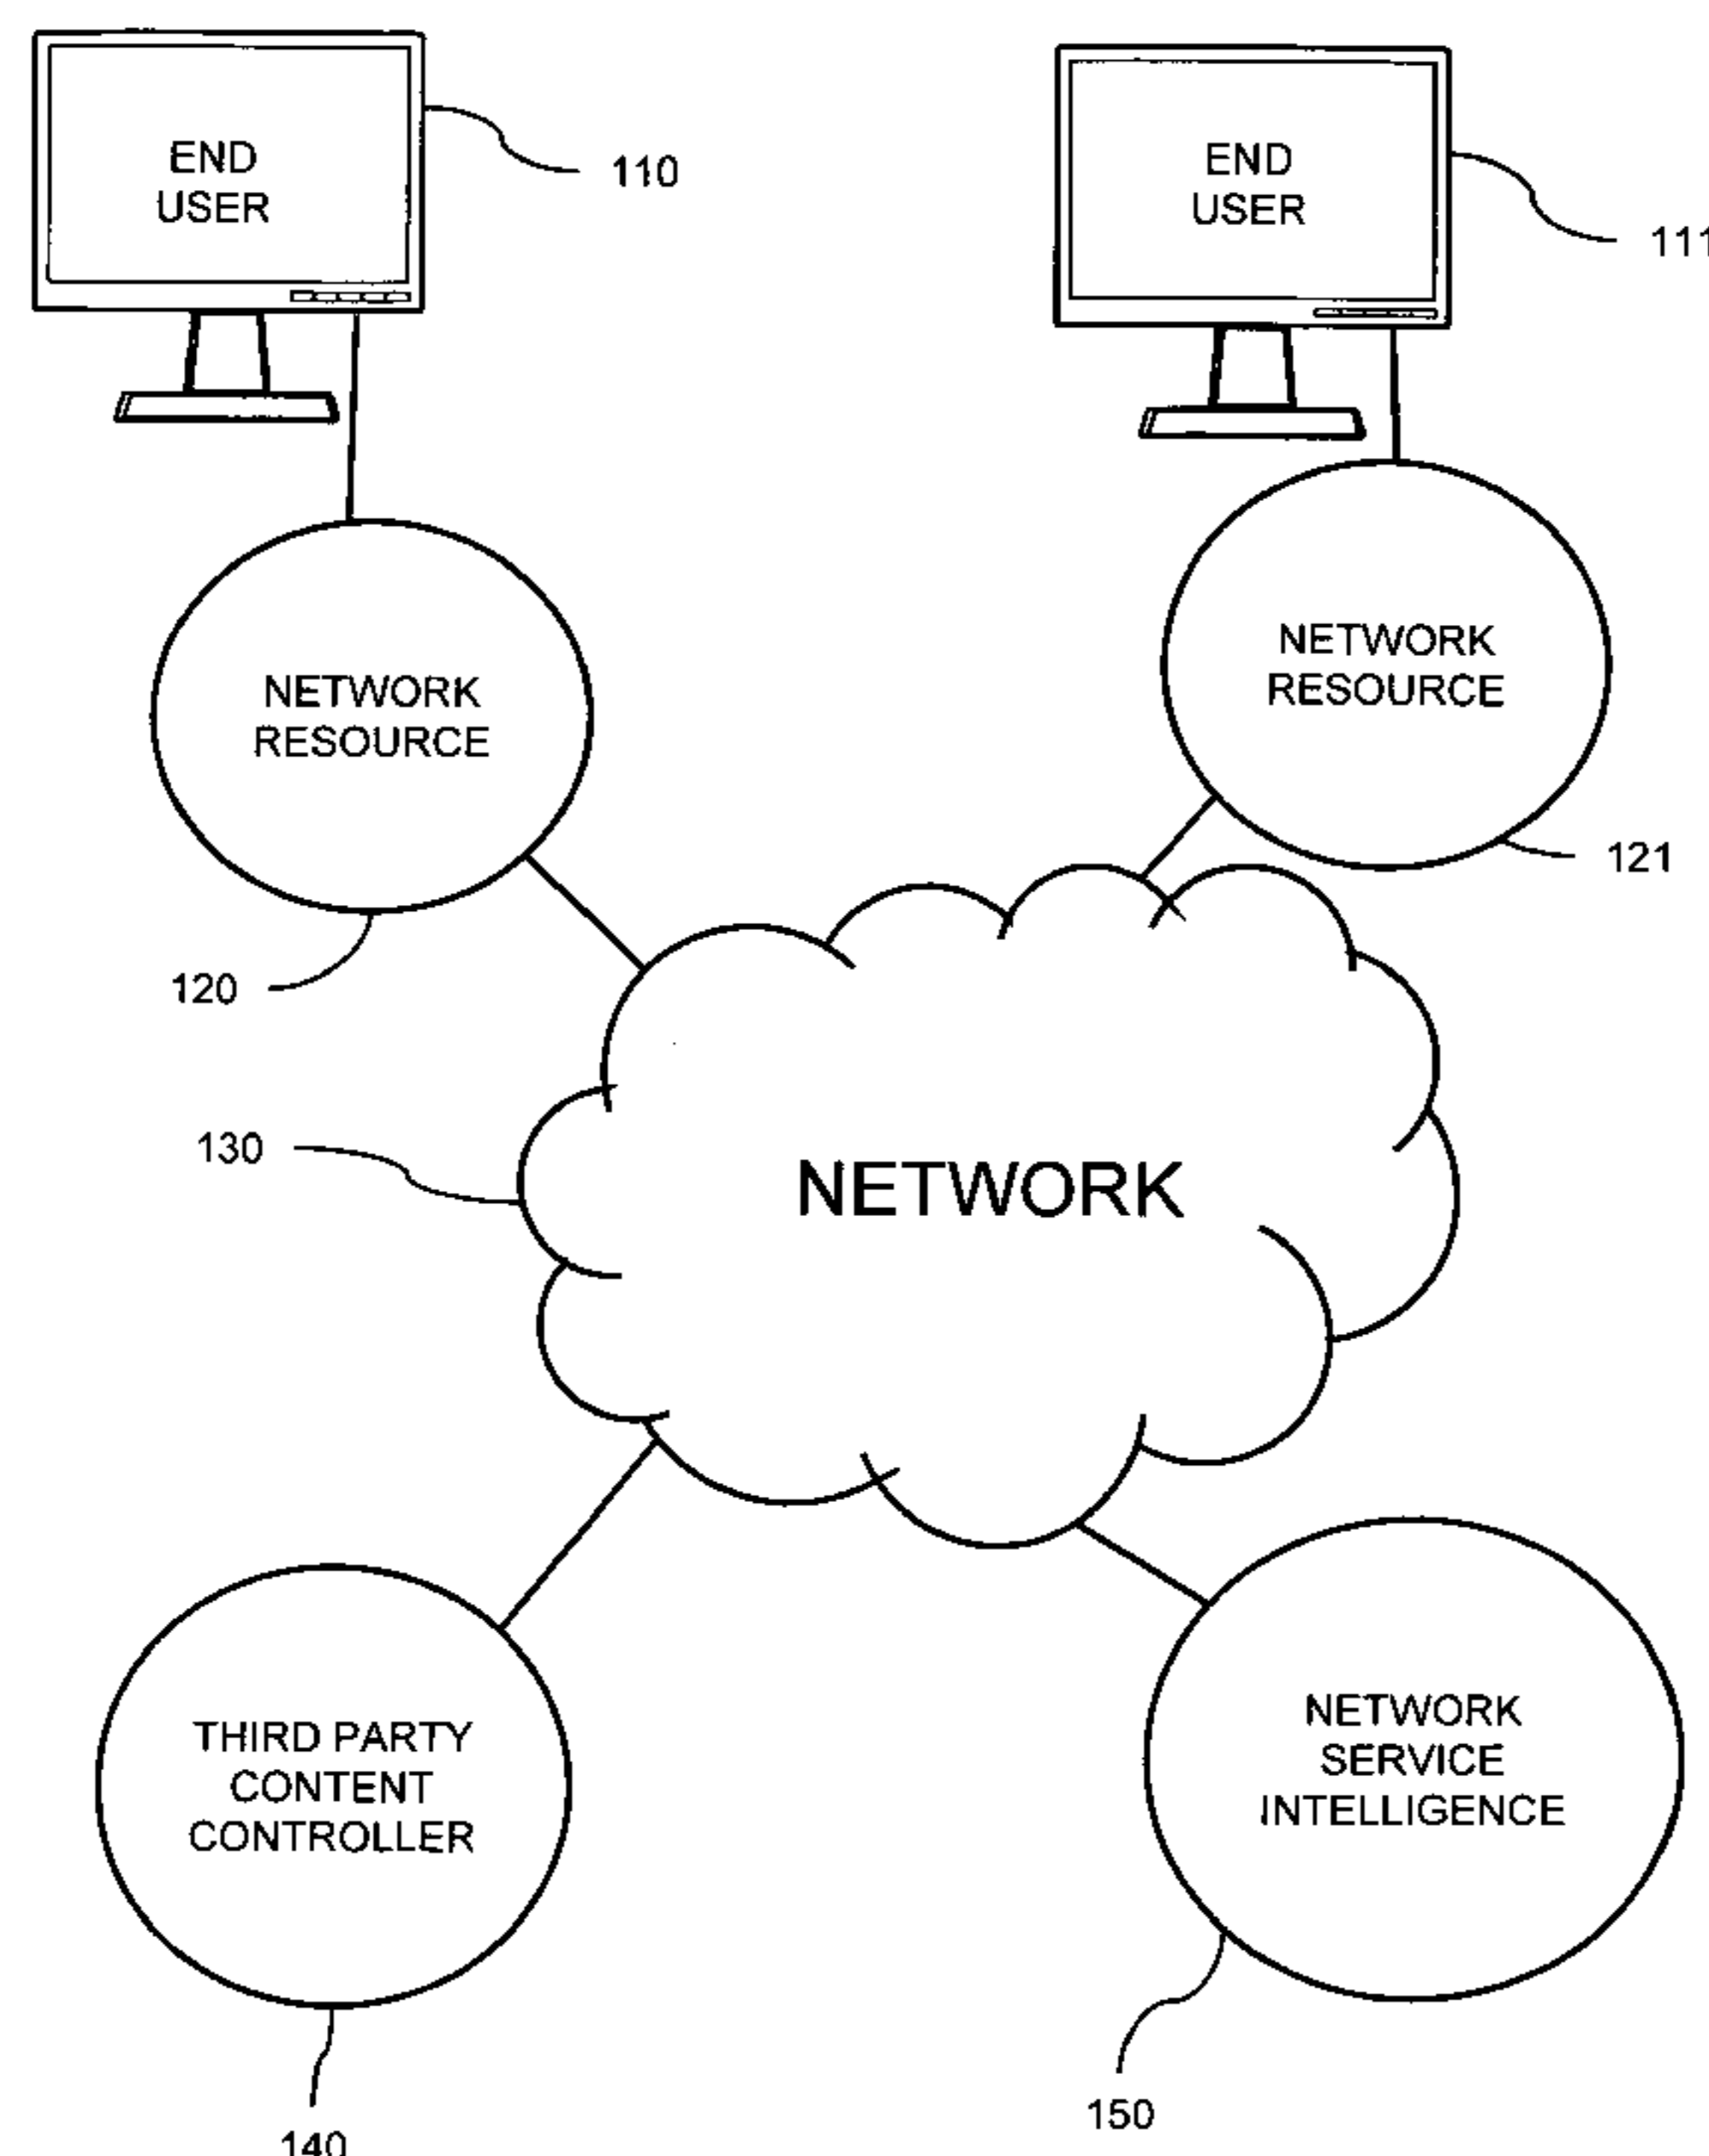 END
USER
110
END
USER
111
NETWORK
RESOURCE
120
NETWORK
RESOURCE
121
130
NETWORK
THIRD PARTY
CONTENT
CONTROLLER
140
NETWORK
SERVICE
INTELLIGENCE
150